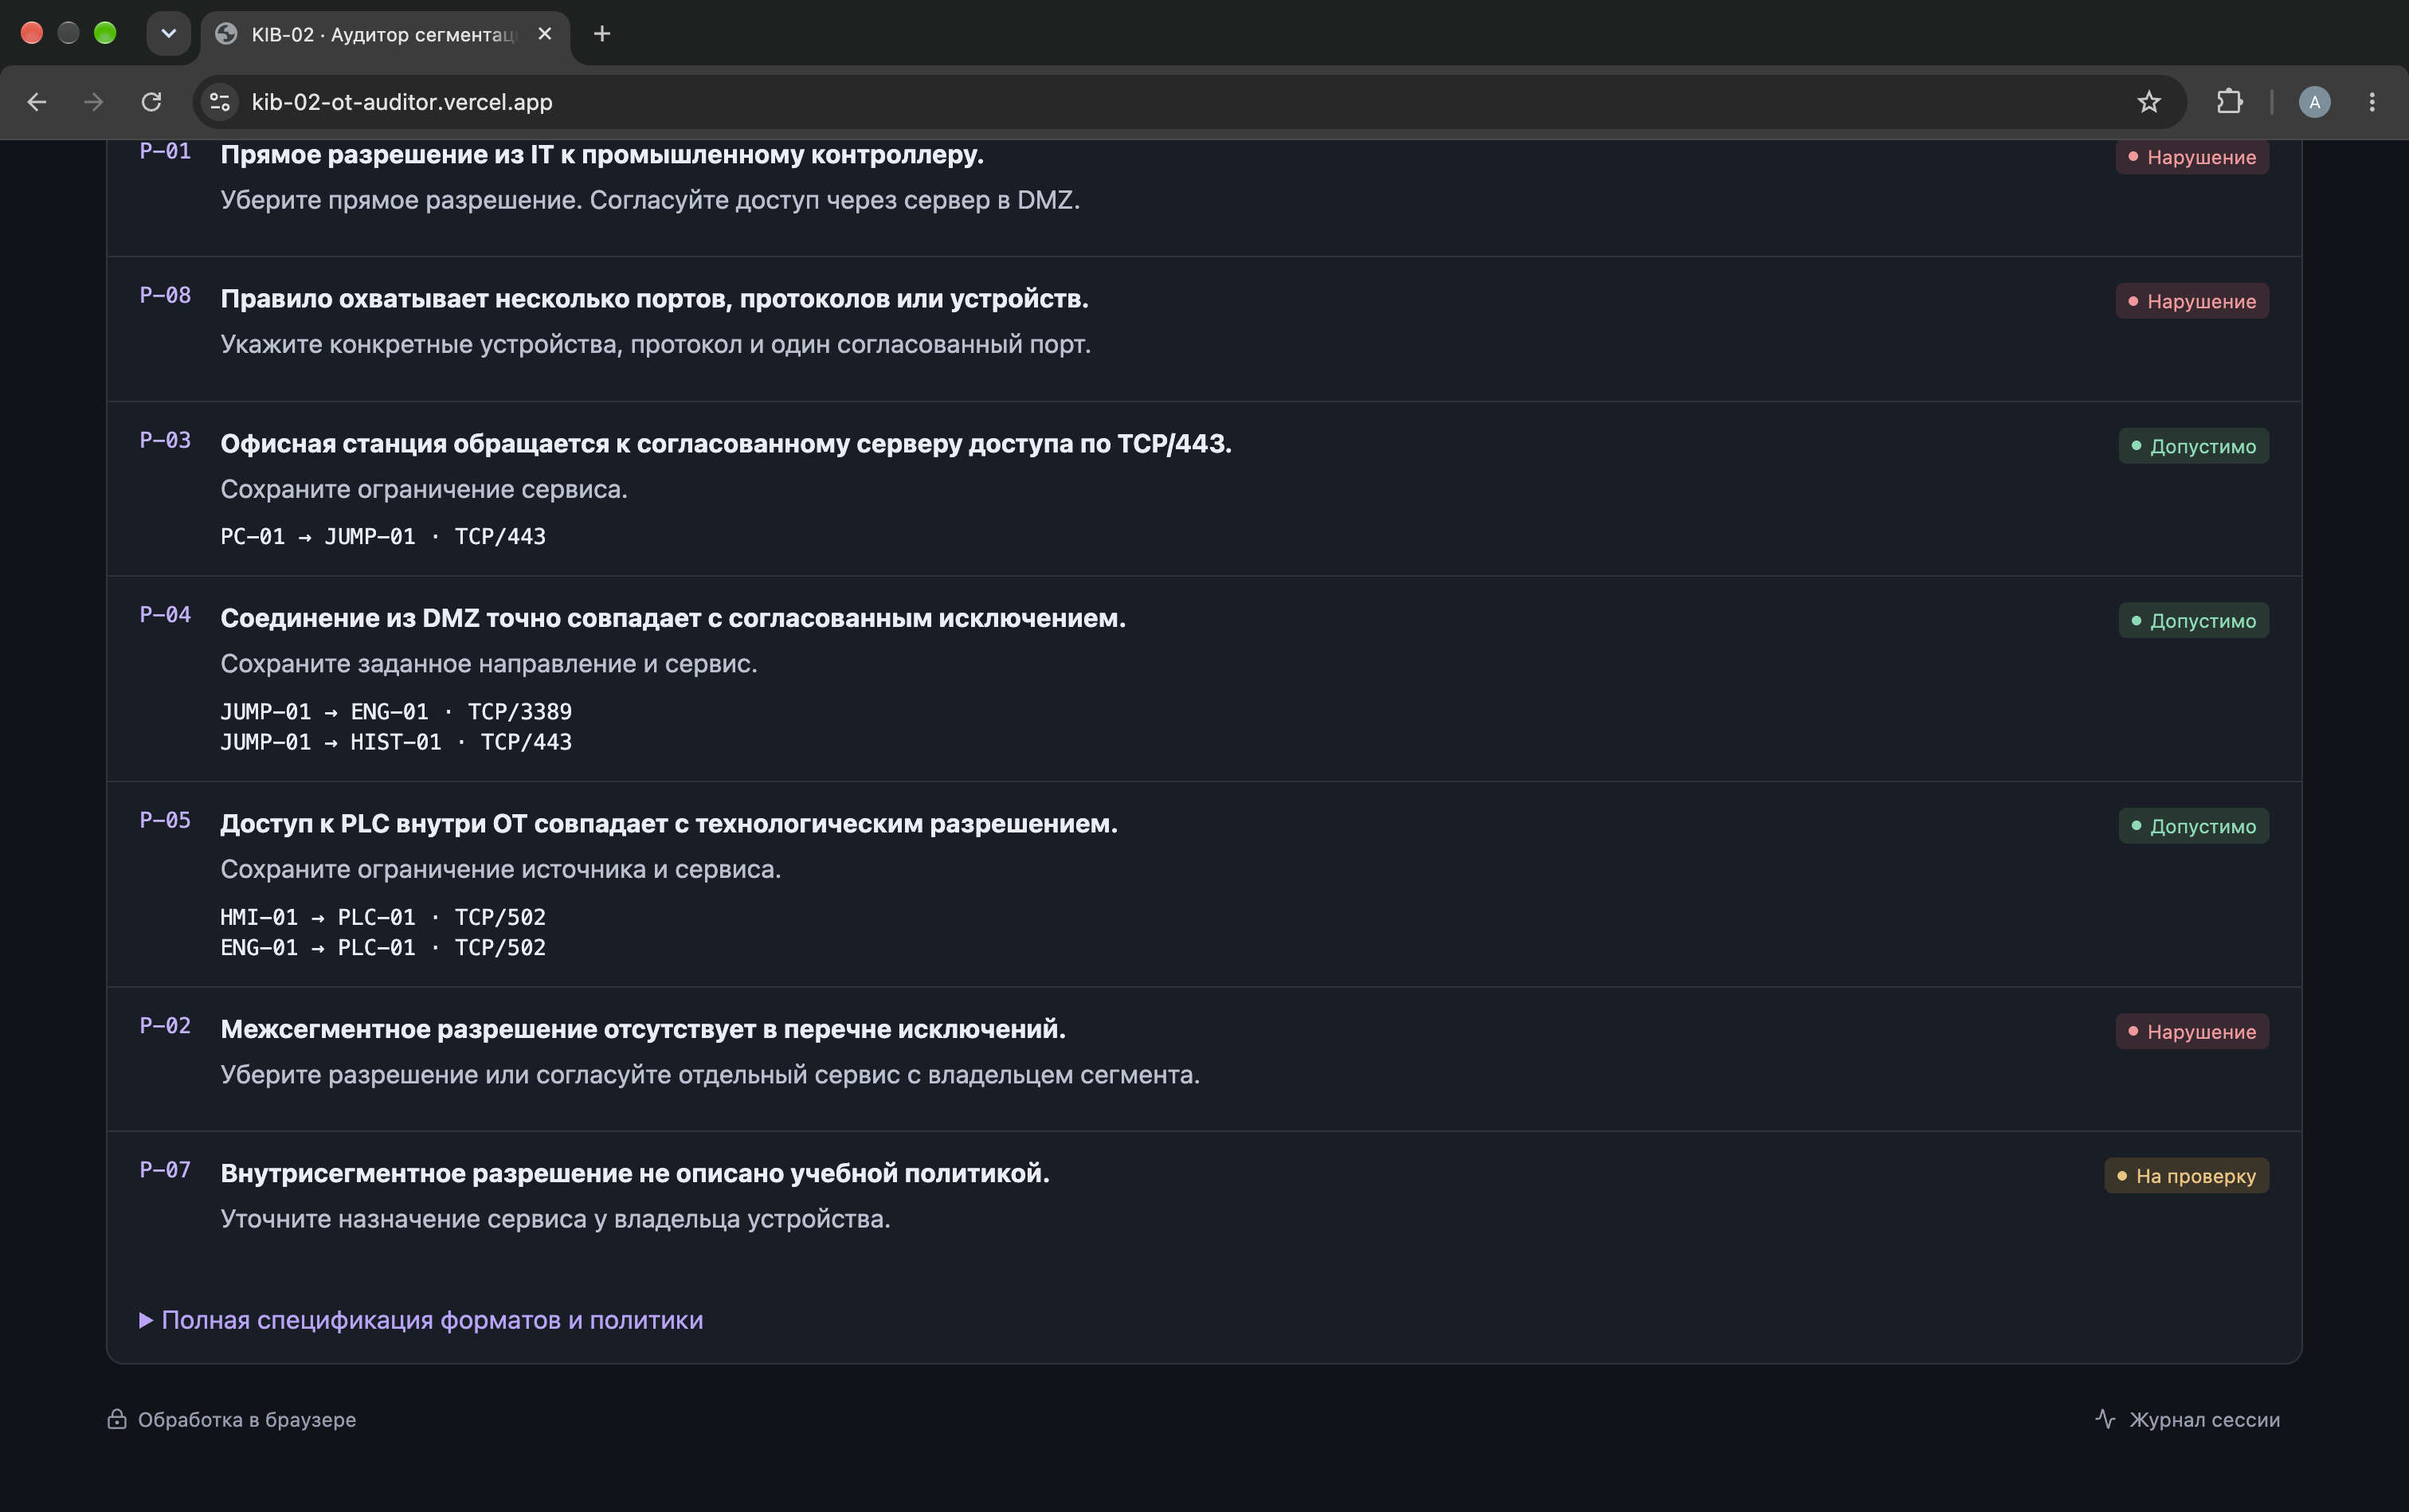 KIB-02 · Аудитор сегментац
kib-02-ot-auditor.vercel.app
A
P-01 Прямое разрешение из IT к промышленному контроллеру. Нарушение
Уберите прямое разрешение. Согласуйте доступ через сервер в DMZ.
P-08 Правило охватывает несколько портов, протоколов или устройств. Нарушение
Укажите конкретные устройства, протокол и один согласованный порт.
P-03 Офисная станция обращается к согласованному серверу доступа по TCP/443. Допустимо
Сохраните ограничение сервиса.
PC-01 → JUMP-01 · TCP/443
P-04 Соединение из DMZ точно совпадает с согласованным исключением. Допустимо
Сохраните заданное направление и сервис.
JUMP-01 → ENG-01 · TCP/3389
JUMP-01 → HIST-01 · TCP/443
P-05 Доступ к PLC внутри OT совпадает с технологическим разрешением. Допустимо
Сохраните ограничение источника и сервиса.
HMI-01 → PLC-01 · TCP/502
ENG-01 → PLC-01 · TCP/502
P-02 Межсегментное разрешение отсутствует в перечне исключений. Нарушение
Уберите разрешение или согласуйте отдельный сервис с владельцем сегмента.
P-07 Внутрисегментное разрешение не описано учебной политикой. На проверку
Уточните назначение сервиса у владельца устройства.
Полная спецификация форматов и политики
Обработка в браузере
Журнал сессии